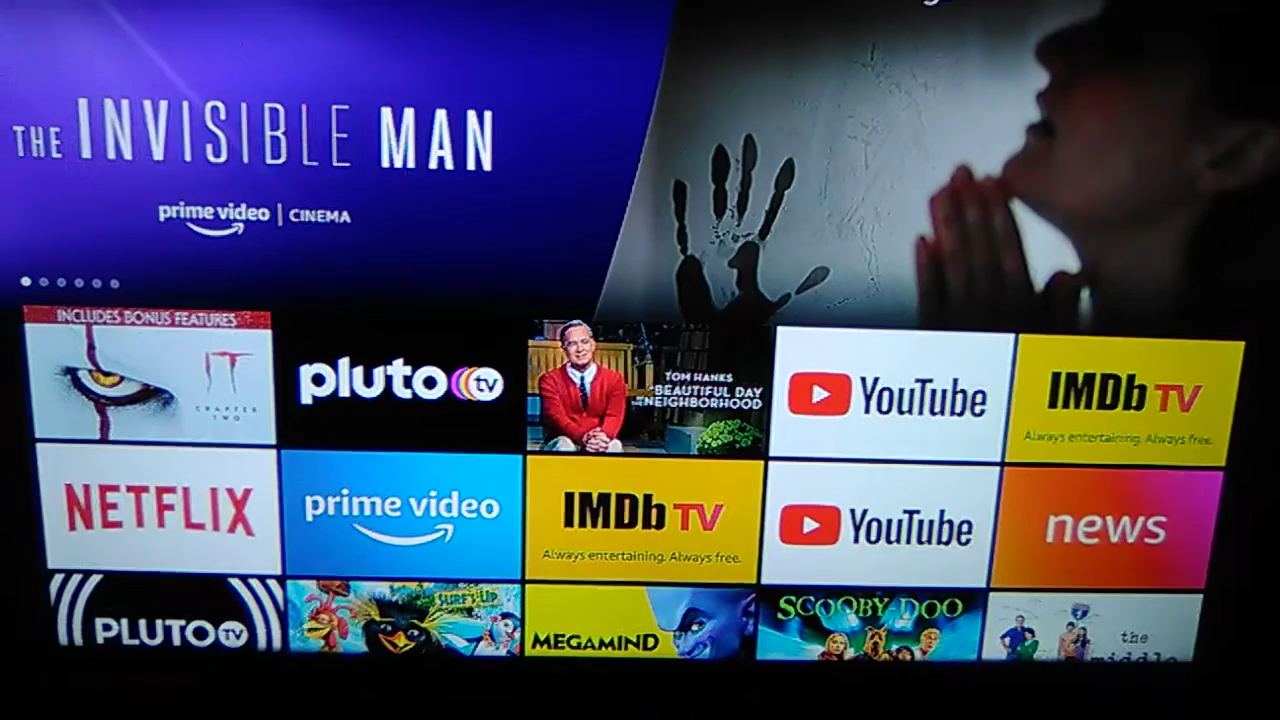 THE INVISIBLE MAN
prime video | CINEMA
INCLUDES BONUS FEATURES
IT
CHAPTER
TWO
pluto tv
TOM HANKS
BEAUTIFUL DAY
NEIGHBORHOOD
YouTube
IMDb TV
Always entertaining. Always free.
NETFLIX
prime video
IMDb TV
Always entertaining. Always free.
YouTube
news
PLUTO TV
SURF'S UP
MEGAMIND
SCOOBY-DOO
the
middle